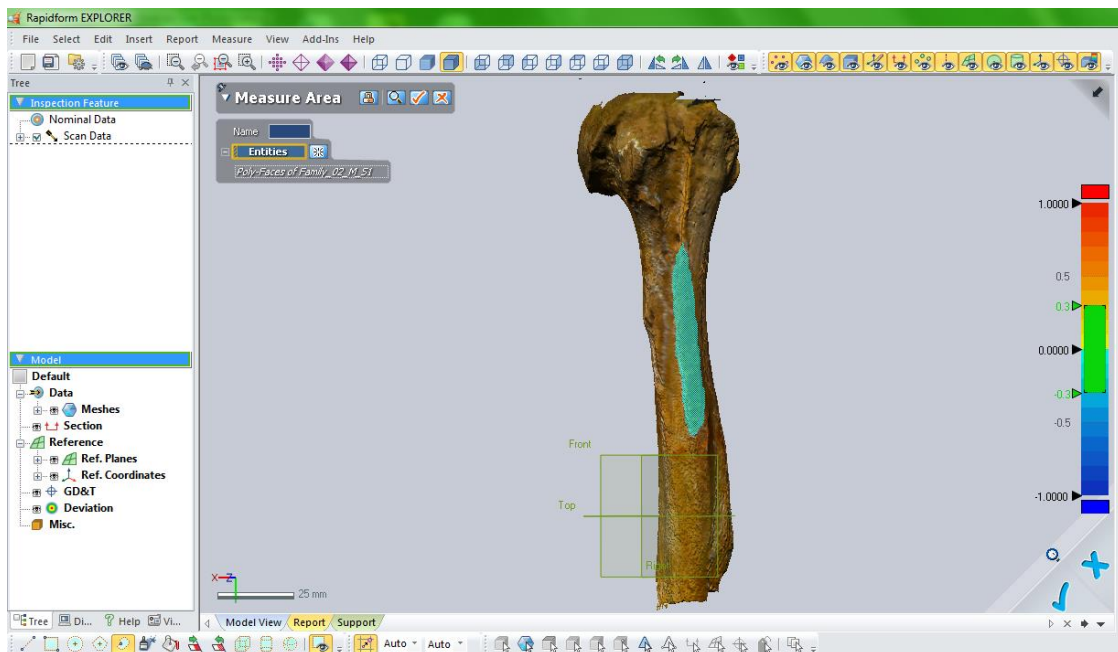 Rapidform EXPLORER
File Select Edit Insert Report Measure View Add-Ins Help
Tree
Inspection Feature
Nominal Data
Scan Data
Measure Area
Name
Entities
Poly-Faces of Family_02_M_S1
1.0000
0.5
0.3
0.0000
-0.3
-0.5
-1.0000
Model
Default
Data
Meshes
Section
Reference
Ref. Planes
Ref. Coordinates
GD&T
Deviation
Misc.
Front
Top
Right
X Z
25 mm
Tree Di... Help Vi...
Model View Report Support
Auto Auto